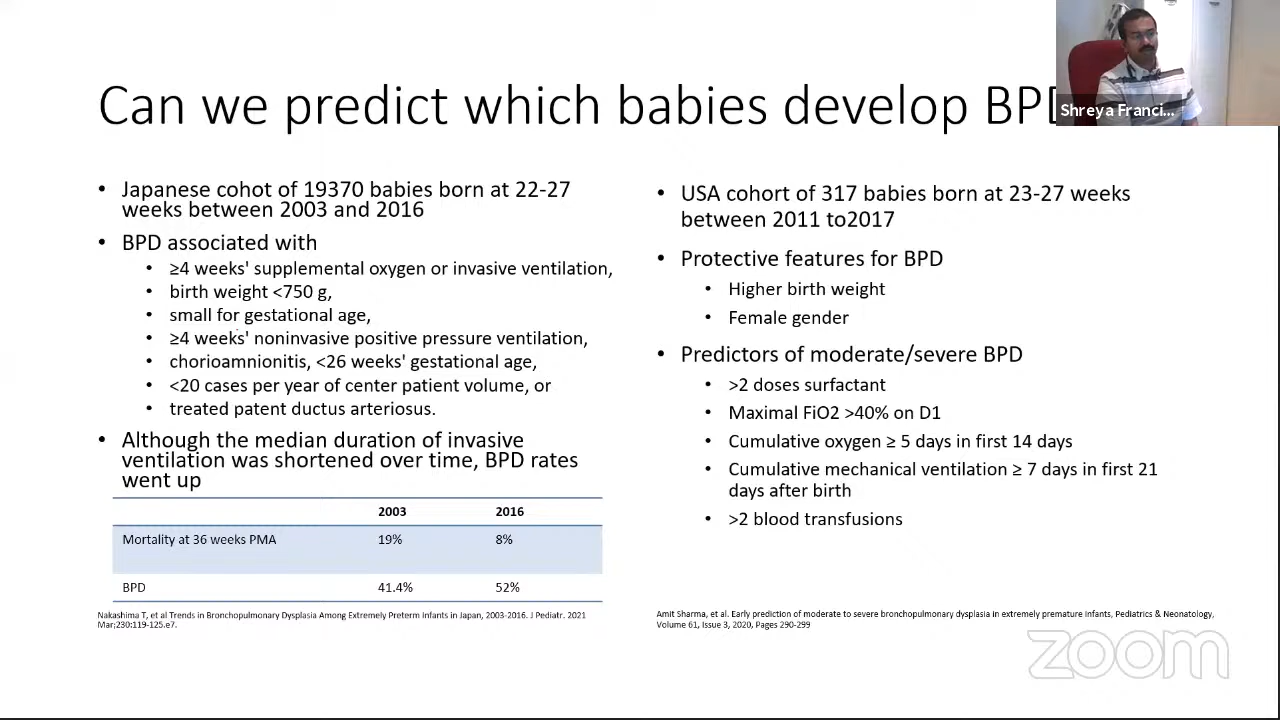 Can we predict which babies develop BPD
Shreya Franci...
• Japanese cohot of 19370 babies born at 22-27
weeks between 2003 and 2016
• BPD associated with
• ≥4 weeks' supplemental oxygen or invasive ventilation,
• birth weight <750 g,
• small for gestational age,
• ≥4 weeks' noninvasive positive pressure ventilation,
• chorioamnionitis, <26 weeks' gestational age,
• <20 cases per year of center patient volume, or
• treated patent ductus arteriosus.
• Although the median duration of invasive
ventilation was shortened over time, BPD rates
went up
2003 2016
Mortality at 36 weeks PMA 19% 8%
BPD 41.4% 52%
Nakashima T, et al Trends in Bronchopulmonary Dysplasia Among Extremely Preterm Infants in Japan, 2003-2016. J Pediatr. 2021
Mar;230:119-125.e7.
• USA cohort of 317 babies born at 23-27 weeks
between 2011 to2017
• Protective features for BPD
• Higher birth weight
• Female gender
• Predictors of moderate/severe BPD
• >2 doses surfactant
• Maximal FiO2 >40% on D1
• Cumulative oxygen ≥ 5 days in first 14 days
• Cumulative mechanical ventilation ≥ 7 days in first 21
days after birth
• >2 blood transfusions
Amit Sharma, et al. Early prediction of moderate to severe bronchopulmonary dysplasia in extremely premature infants, Pediatrics & Neonatology,
Volume 61, Issue 3, 2020, Pages 290-299
zoom